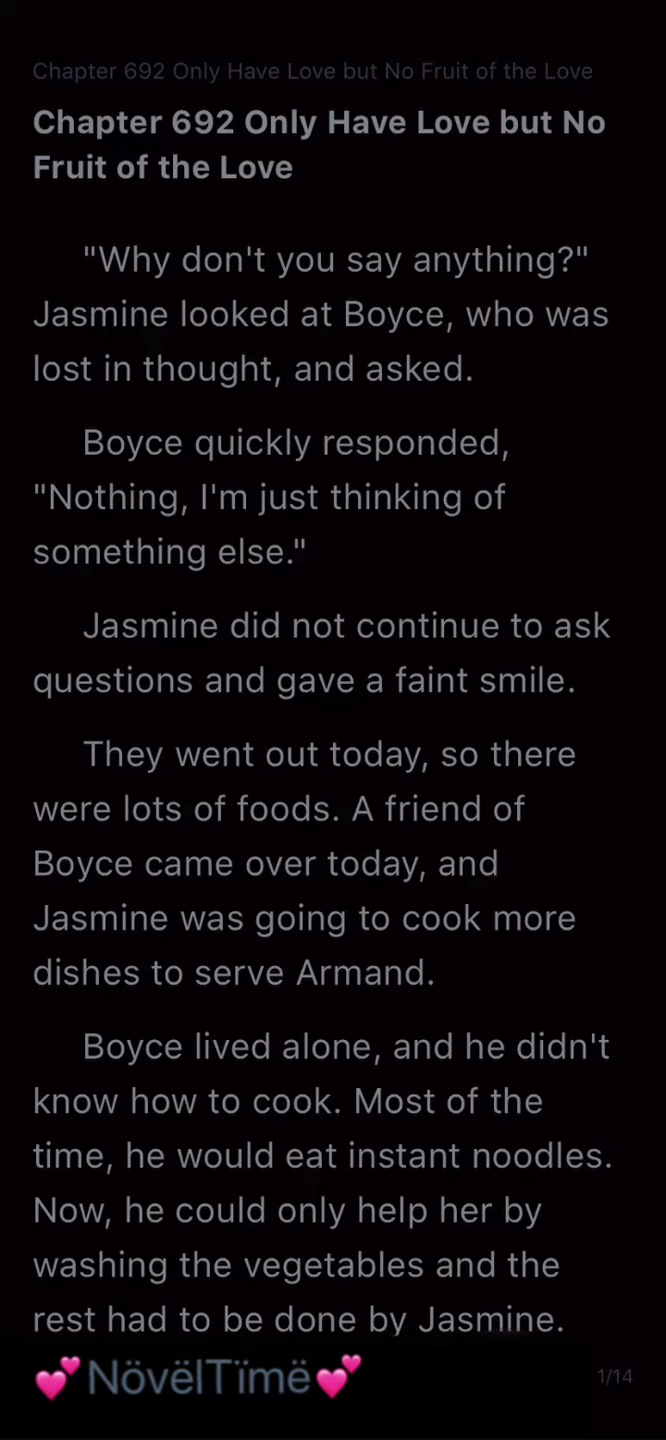 Chapter 692 Only Have Love but No Fruit of the Love
Chapter 692 Only Have Love but No
Fruit of the Love
"Why don't you say anything?"
Jasmine looked at Boyce, who was
lost in thought, and asked.
Boyce quickly responded,
"Nothing, I'm just thinking of
something else."
Jasmine did not continue to ask
questions and gave a faint smile.
They went out today, so there
were lots of foods. A friend of
Boyce came over today, and
Jasmine was going to cook more
dishes to serve Armand.
Boyce lived alone, and he didn't
know how to cook. Most of the
time, he would eat instant noodles.
Now, he could only help her by
washing the vegetables and the
rest had to be done by Jasmine.
💕NövëlTïmë💕
1/14